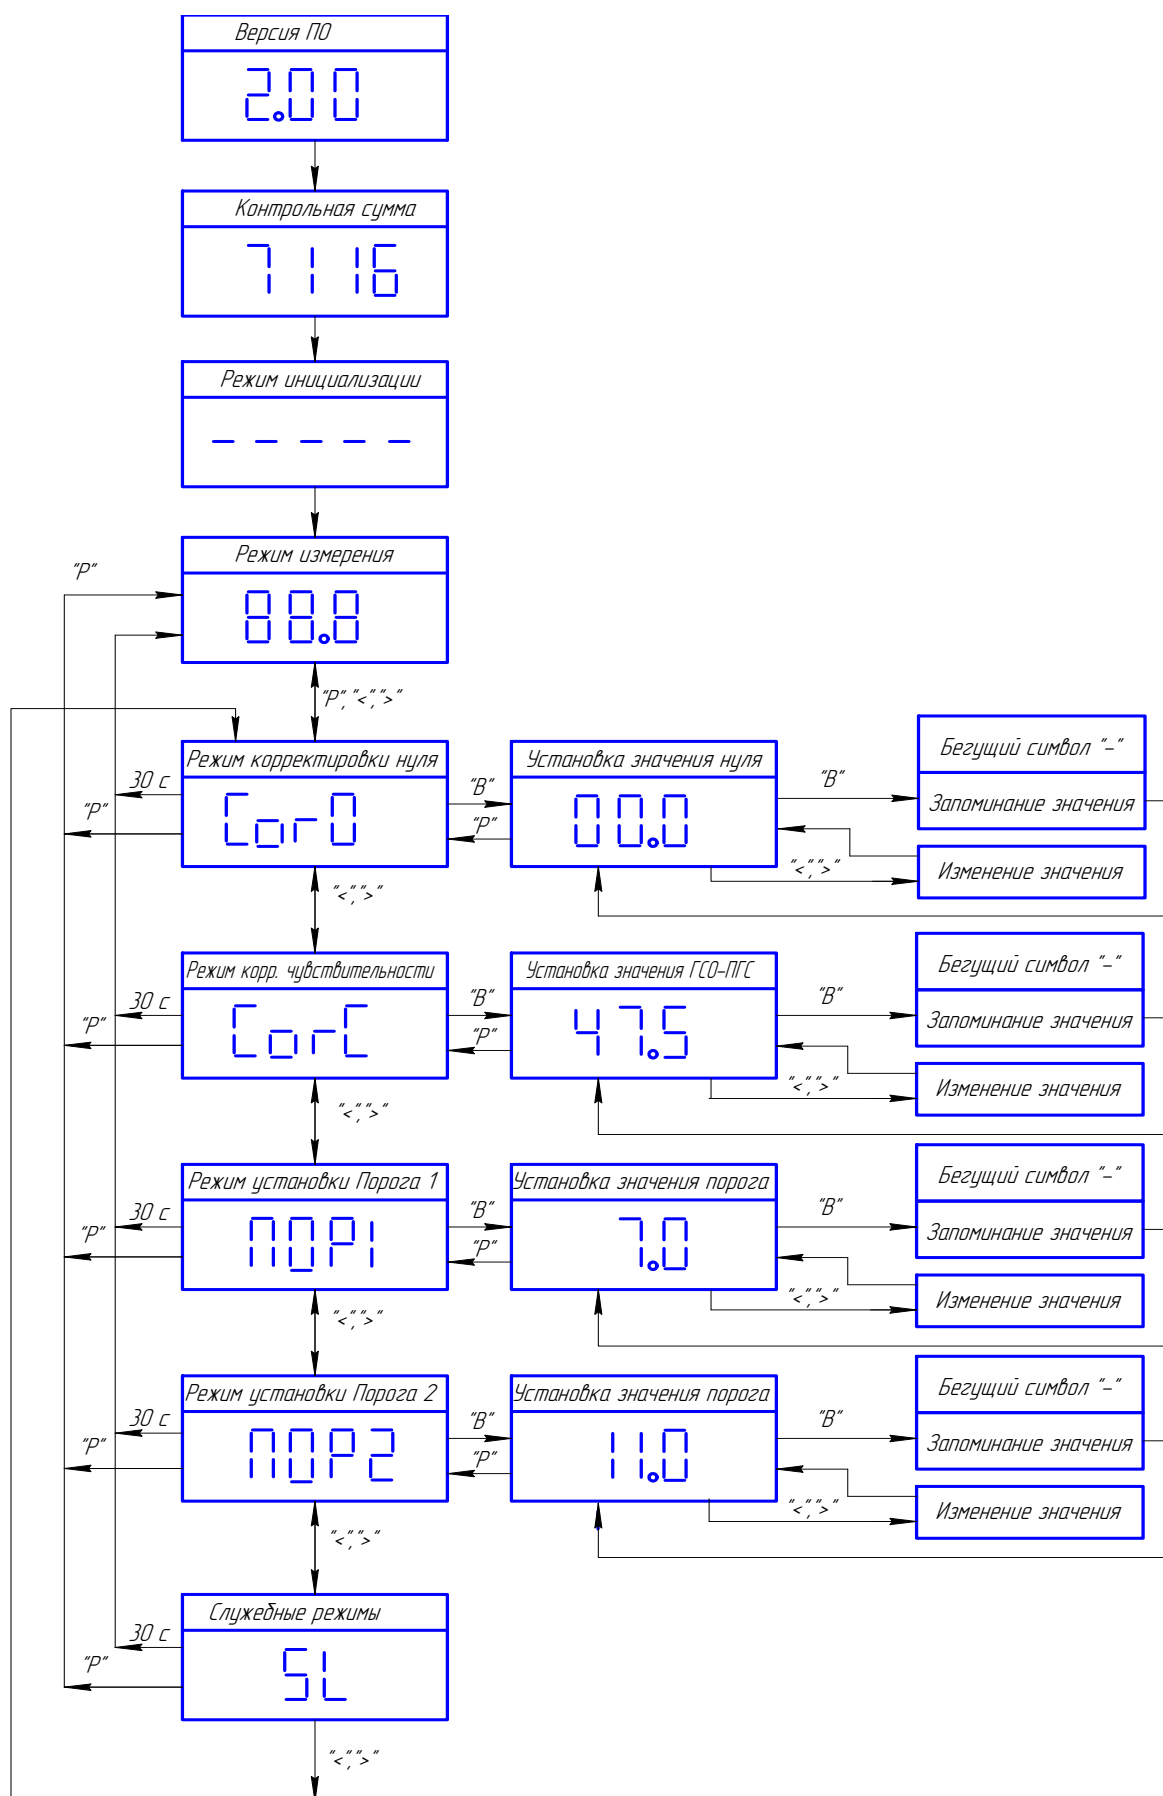 Версия ПО
2.00
Контрольная сумма
7116
Режим инициализации
- - - - -
Режим измерения
"Р"
88.8
"Р", "<", ">"
Режим корректировки нуля
Установка значения нуля
Бегущий символ "-"
30 с
"В"
"В"
Запоминание значения
"Р"
Cor0
"Р"
00.0
"<", ">"
Изменение значения
"<", ">"
Режим корр. чувствительности
Установка значения ГСО-ПГС
Бегущий символ "-"
30 с
"В"
"В"
Запоминание значения
"Р"
CorC
"Р"
47.5
"<", ">"
Изменение значения
"<", ">"
Режим установки Порога 1
Установка значения порога
Бегущий символ "-"
30 с
"В"
"В"
Запоминание значения
"Р"
ПОР1
"Р"
7.0
"<", ">"
Изменение значения
"<", ">"
Режим установки Порога 2
Установка значения порога
Бегущий символ "-"
30 с
"В"
"В"
Запоминание значения
"Р"
ПОР2
"Р"
11.0
"<", ">"
Изменение значения
"<", ">"
Служебные режимы
30 с
"Р"
SL
"<", ">"